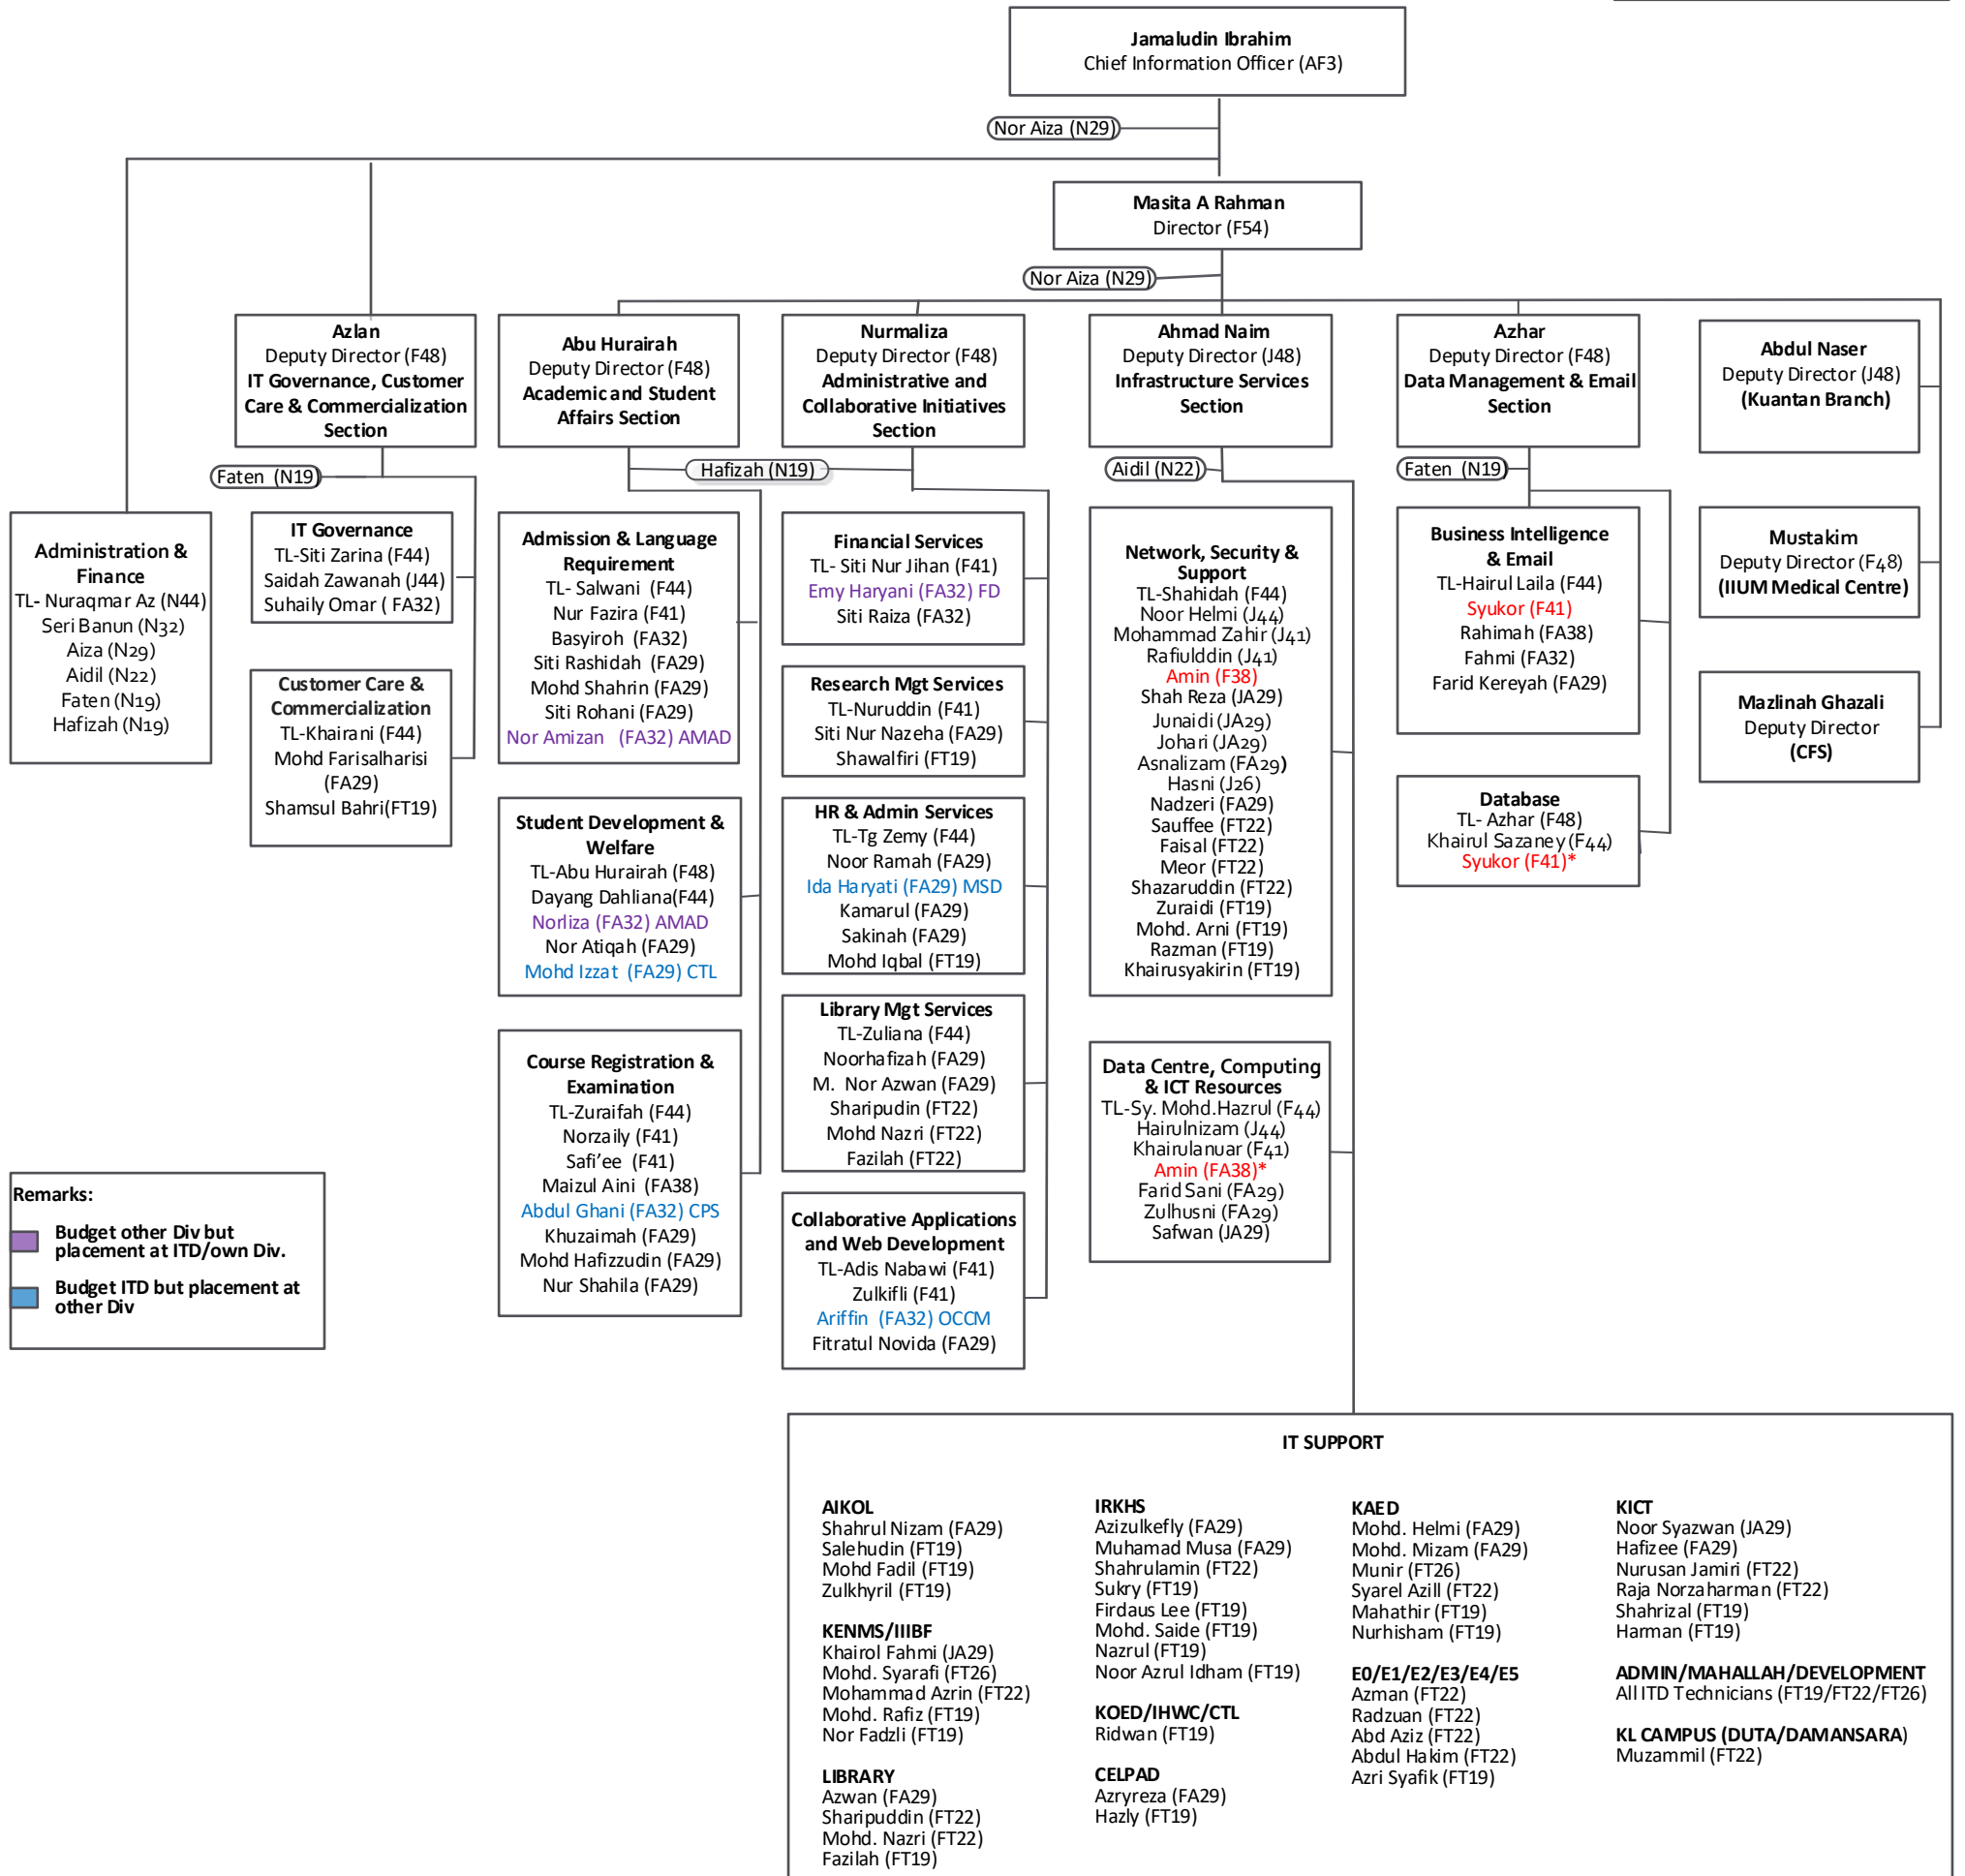 Jamaludin Ibrahim
Chief Information Officer (AF3)
Nor Aiza (N29)
Masita A Rahman
Director (F54)
Nor Aiza (N29)
Azlan
Deputy Director (F48)
IT Governance, Customer
Care & Commercialization
Section
Abu Hurairah
Deputy Director (F48)
Academic and Student
Affairs Section
Nurmaliza
Deputy Director (F48)
Administrative and
Collaborative Initiatives
Section
Ahmad Naim
Deputy Director (J48)
Infrastructure Services
Section
Azhar
Deputy Director (F48)
Data Management & Email
Section
Abdul Naser
Deputy Director (J48)
(Kuantan Branch)
Faten (N19)
Hafizah (N19)
Aidil (N22)
Faten (N19)
Administration &
Finance
TL- Nuraqmar Az (N44)
Seri Banun (N32)
Aiza (N29)
Aidil (N22)
Faten (N19)
Hafizah (N19)
IT Governance
TL-Siti Zarina (F44)
Saidah Zawanah (J44)
Suhaily Omar ( FA32)
Customer Care &
Commercialization
TL-Khairani (F44)
Mohd Farisalharisi
(FA29)
Shamsul Bahri(FT19)
Admission & Language
Requirement
TL- Salwani (F44)
Nur Fazira (F41)
Basyiroh (FA32)
Siti Rashidah (FA29)
Mohd Shahrin (FA29)
Siti Rohani (FA29)
Nor Amizan (FA32) AMAD
Student Development &
Welfare
TL-Abu Hurairah (F48)
Dayang Dahliana(F44)
Norliza (FA32) AMAD
Nor Atiqah (FA29)
Mohd Izzat (FA29) CTL
Course Registration &
Examination
TL-Zuraifah (F44)
Norzaily (F41)
Safi'ee (F41)
Maizul Aini (FA38)
Abdul Ghani (FA32) CPS
Khuzaimah (FA29)
Mohd Hafizzudin (FA29)
Nur Shahila (FA29)
Financial Services
TL- Siti Nur Jihan (F41)
Emy Haryani (FA32) FD
Siti Raiza (FA32)
Research Mgt Services
TL-Nuruddin (F41)
Siti Nur Nazeha (FA29)
Shawalfiri (FT19)
HR & Admin Services
TL-Tg Zemy (F44)
Noor Ramah (FA29)
Ida Haryati (FA29) MSD
Kamarul (FA29)
Sakinah (FA29)
Mohd Iqbal (FT19)
Library Mgt Services
TL-Zuliana (F44)
Noorhafizah (FA29)
M. Nor Azwan (FA29)
Sharipudin (FT22)
Mohd Nazri (FT22)
Fazilah (FT22)
Collaborative Applications
and Web Development
TL-Adis Nabawi (F41)
Zulkifli (F41)
Ariffin (FA32) OCCM
Fitratul Novida (FA29)
Network, Security &
Support
TL-Shahidah (F44)
Noor Helmi (J44)
Mohammad Zahir (J41)
Rafiulddin (J41)
Amin (F38)
Shah Reza (JA29)
Junaidi (JA29)
Johari (JA29)
Asnalizam (FA29)
Hasni (J26)
Nadzeri (FA29)
Sauffee (FT22)
Faisal (FT22)
Meor (FT22)
Shazaruddin (FT22)
Zuraidi (FT19)
Mohd. Arni (FT19)
Razman (FT19)
Khairusyakirin (FT19)
Data Centre, Computing
& ICT Resources
TL-Sy. Mohd.Hazrul (F44)
Hairulnizam (J44)
Khairulanuar (F41)
Amin (FA38)*
Farid Sani (FA29)
Zulhusni (FA29)
Safwan (JA29)
Business Intelligence
& Email
TL-Hairul Laila (F44)
Syukor (F41)
Rahimah (FA38)
Fahmi (FA32)
Farid Kereyah (FA29)
Database
TL- Azhar (F48)
Khairul Sazaney (F44)
Syukor (F41)*
Mustakim
Deputy Director (F48)
(IIUM Medical Centre)
Mazlinah Ghazali
Deputy Director
(CFS)
Remarks:
Budget other Div but
placement at ITD/own Div.
Budget ITD but placement at
other Div
IT SUPPORT
AIKOL
Shahrul Nizam (FA29)
Salehudin (FT19)
Mohd Fadil (FT19)
Zulkhyril (FT19)
KENMS/IIIBF
Khairol Fahmi (JA29)
Mohd. Syarafi (FT26)
Mohammad Azrin (FT22)
Mohd. Rafiz (FT19)
Nor Fadzli (FT19)
LIBRARY
Azwan (FA29)
Sharipuddin (FT22)
Mohd. Nazri (FT22)
Fazilah (FT19)
IRKHS
Azizulkefly (FA29)
Muhamad Musa (FA29)
Shahrulamin (FT22)
Sukry (FT19)
Firdaus Lee (FT19)
Mohd. Saide (FT19)
Nazrul (FT19)
Noor Azrul Idham (FT19)
KOED/IHWC/CTL
Ridwan (FT19)
CELPAD
Azryreza (FA29)
Hazly (FT19)
KAED
Mohd. Helmi (FA29)
Mohd. Mizam (FA29)
Munir (FT26)
Syarel Azill (FT22)
Mahathir (FT19)
Nurhisham (FT19)
E0/E1/E2/E3/E4/E5
Azman (FT22)
Radzuan (FT22)
Abd Aziz (FT22)
Abdul Hakim (FT22)
Azri Syafik (FT19)
KICT
Noor Syazwan (JA29)
Hafizee (FA29)
Nurusan Jamiri (FT22)
Raja Norzaharman (FT22)
Shahrizal (FT19)
Harman (FT19)
ADMIN/MAHALLAH/DEVELOPMENT
All ITD Technicians (FT19/FT22/FT26)
KL CAMPUS (DUTA/DAMANSARA)
Muzammil (FT22)